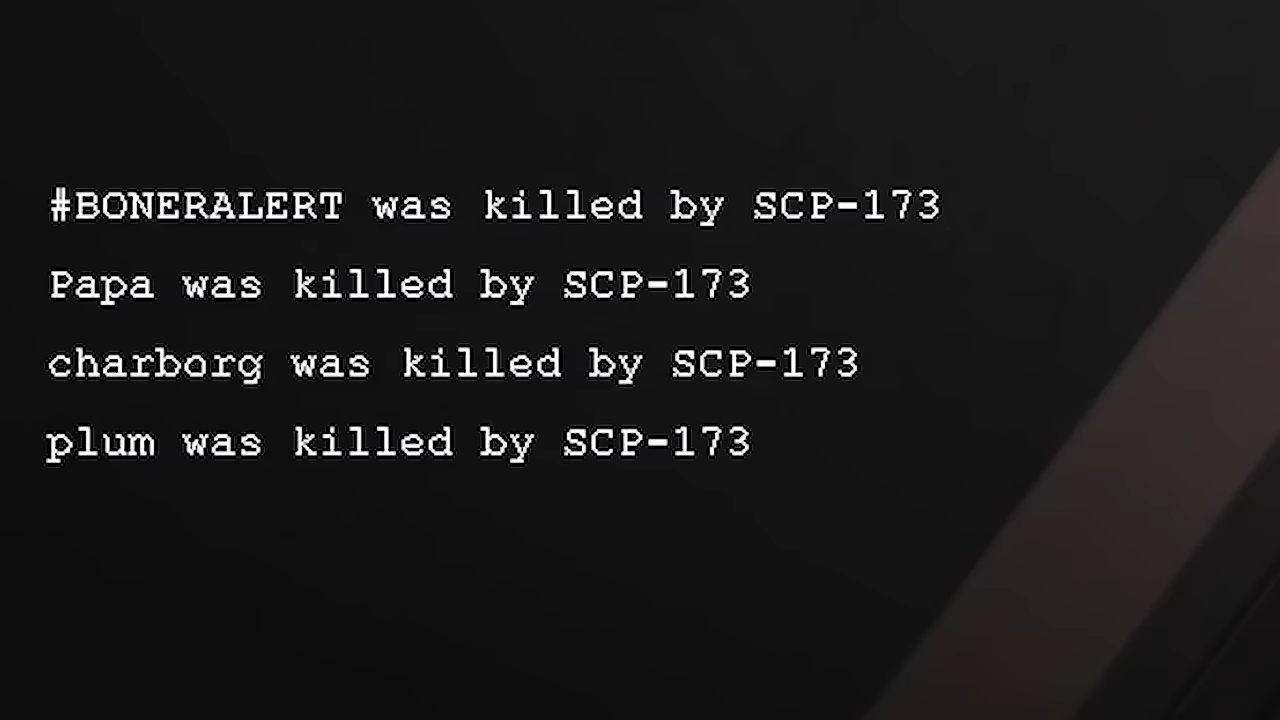 #BONERALERT was killed by SCP-173
Papa was killed by SCP-173
charborg was killed by SCP-173
plum was killed by SCP-173